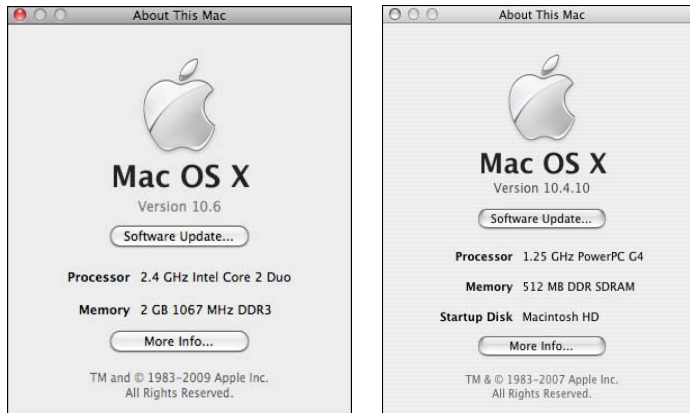 About This Mac
Mac OS X
Version 10.6
Software Update...
Processor 2.4 GHz Intel Core 2 Duo
Memory 2 GB 1067 MHz DDR3
More Info...
TM and © 1983–2009 Apple Inc.
All Rights Reserved.
About This Mac
Mac OS X
Version 10.4.10
Software Update...
Processor 1.25 GHz PowerPC G4
Memory 512 MB DDR SDRAM
Startup Disk Macintosh HD
More Info...
TM & © 1983–2007 Apple Inc.
All Rights Reserved.